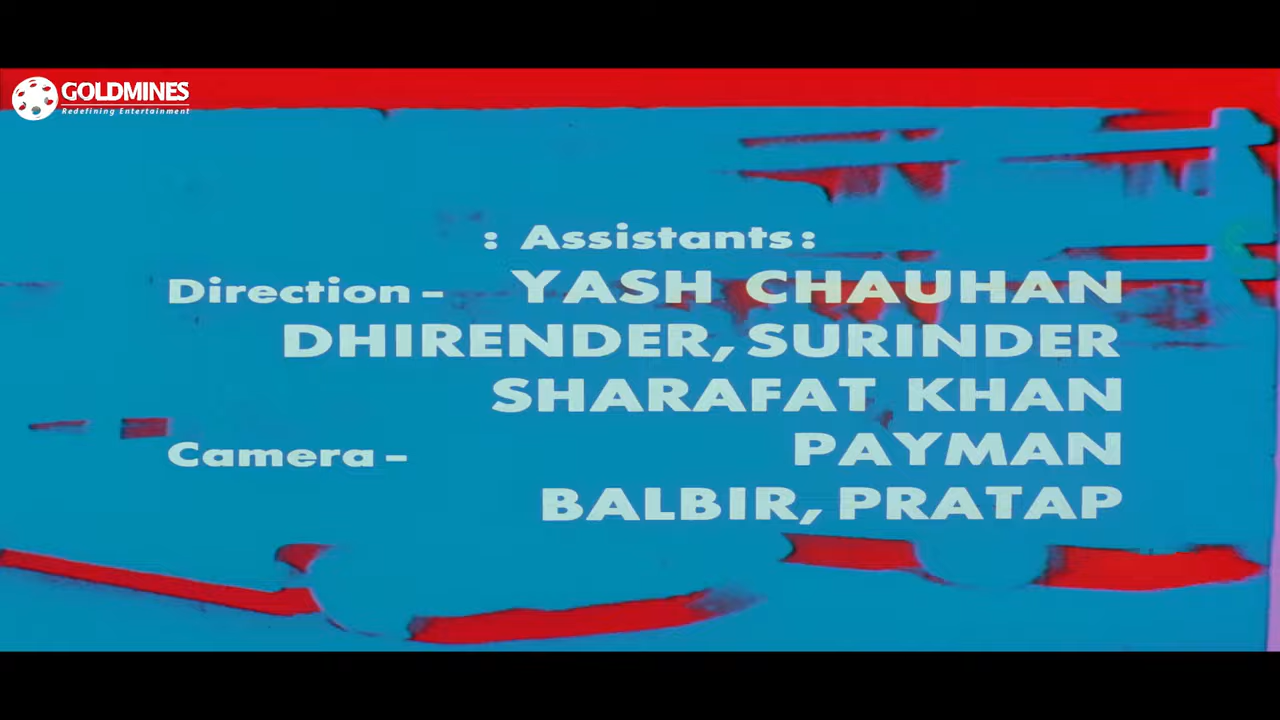 GOLDMINES
Redefining Entertainment
: Assistants :
Direction – YASH CHAUHAN
DHIRENDER, SURINDER
SHARAFAT KHAN
Camera – PAYMAN
BALBIR, PRATAP